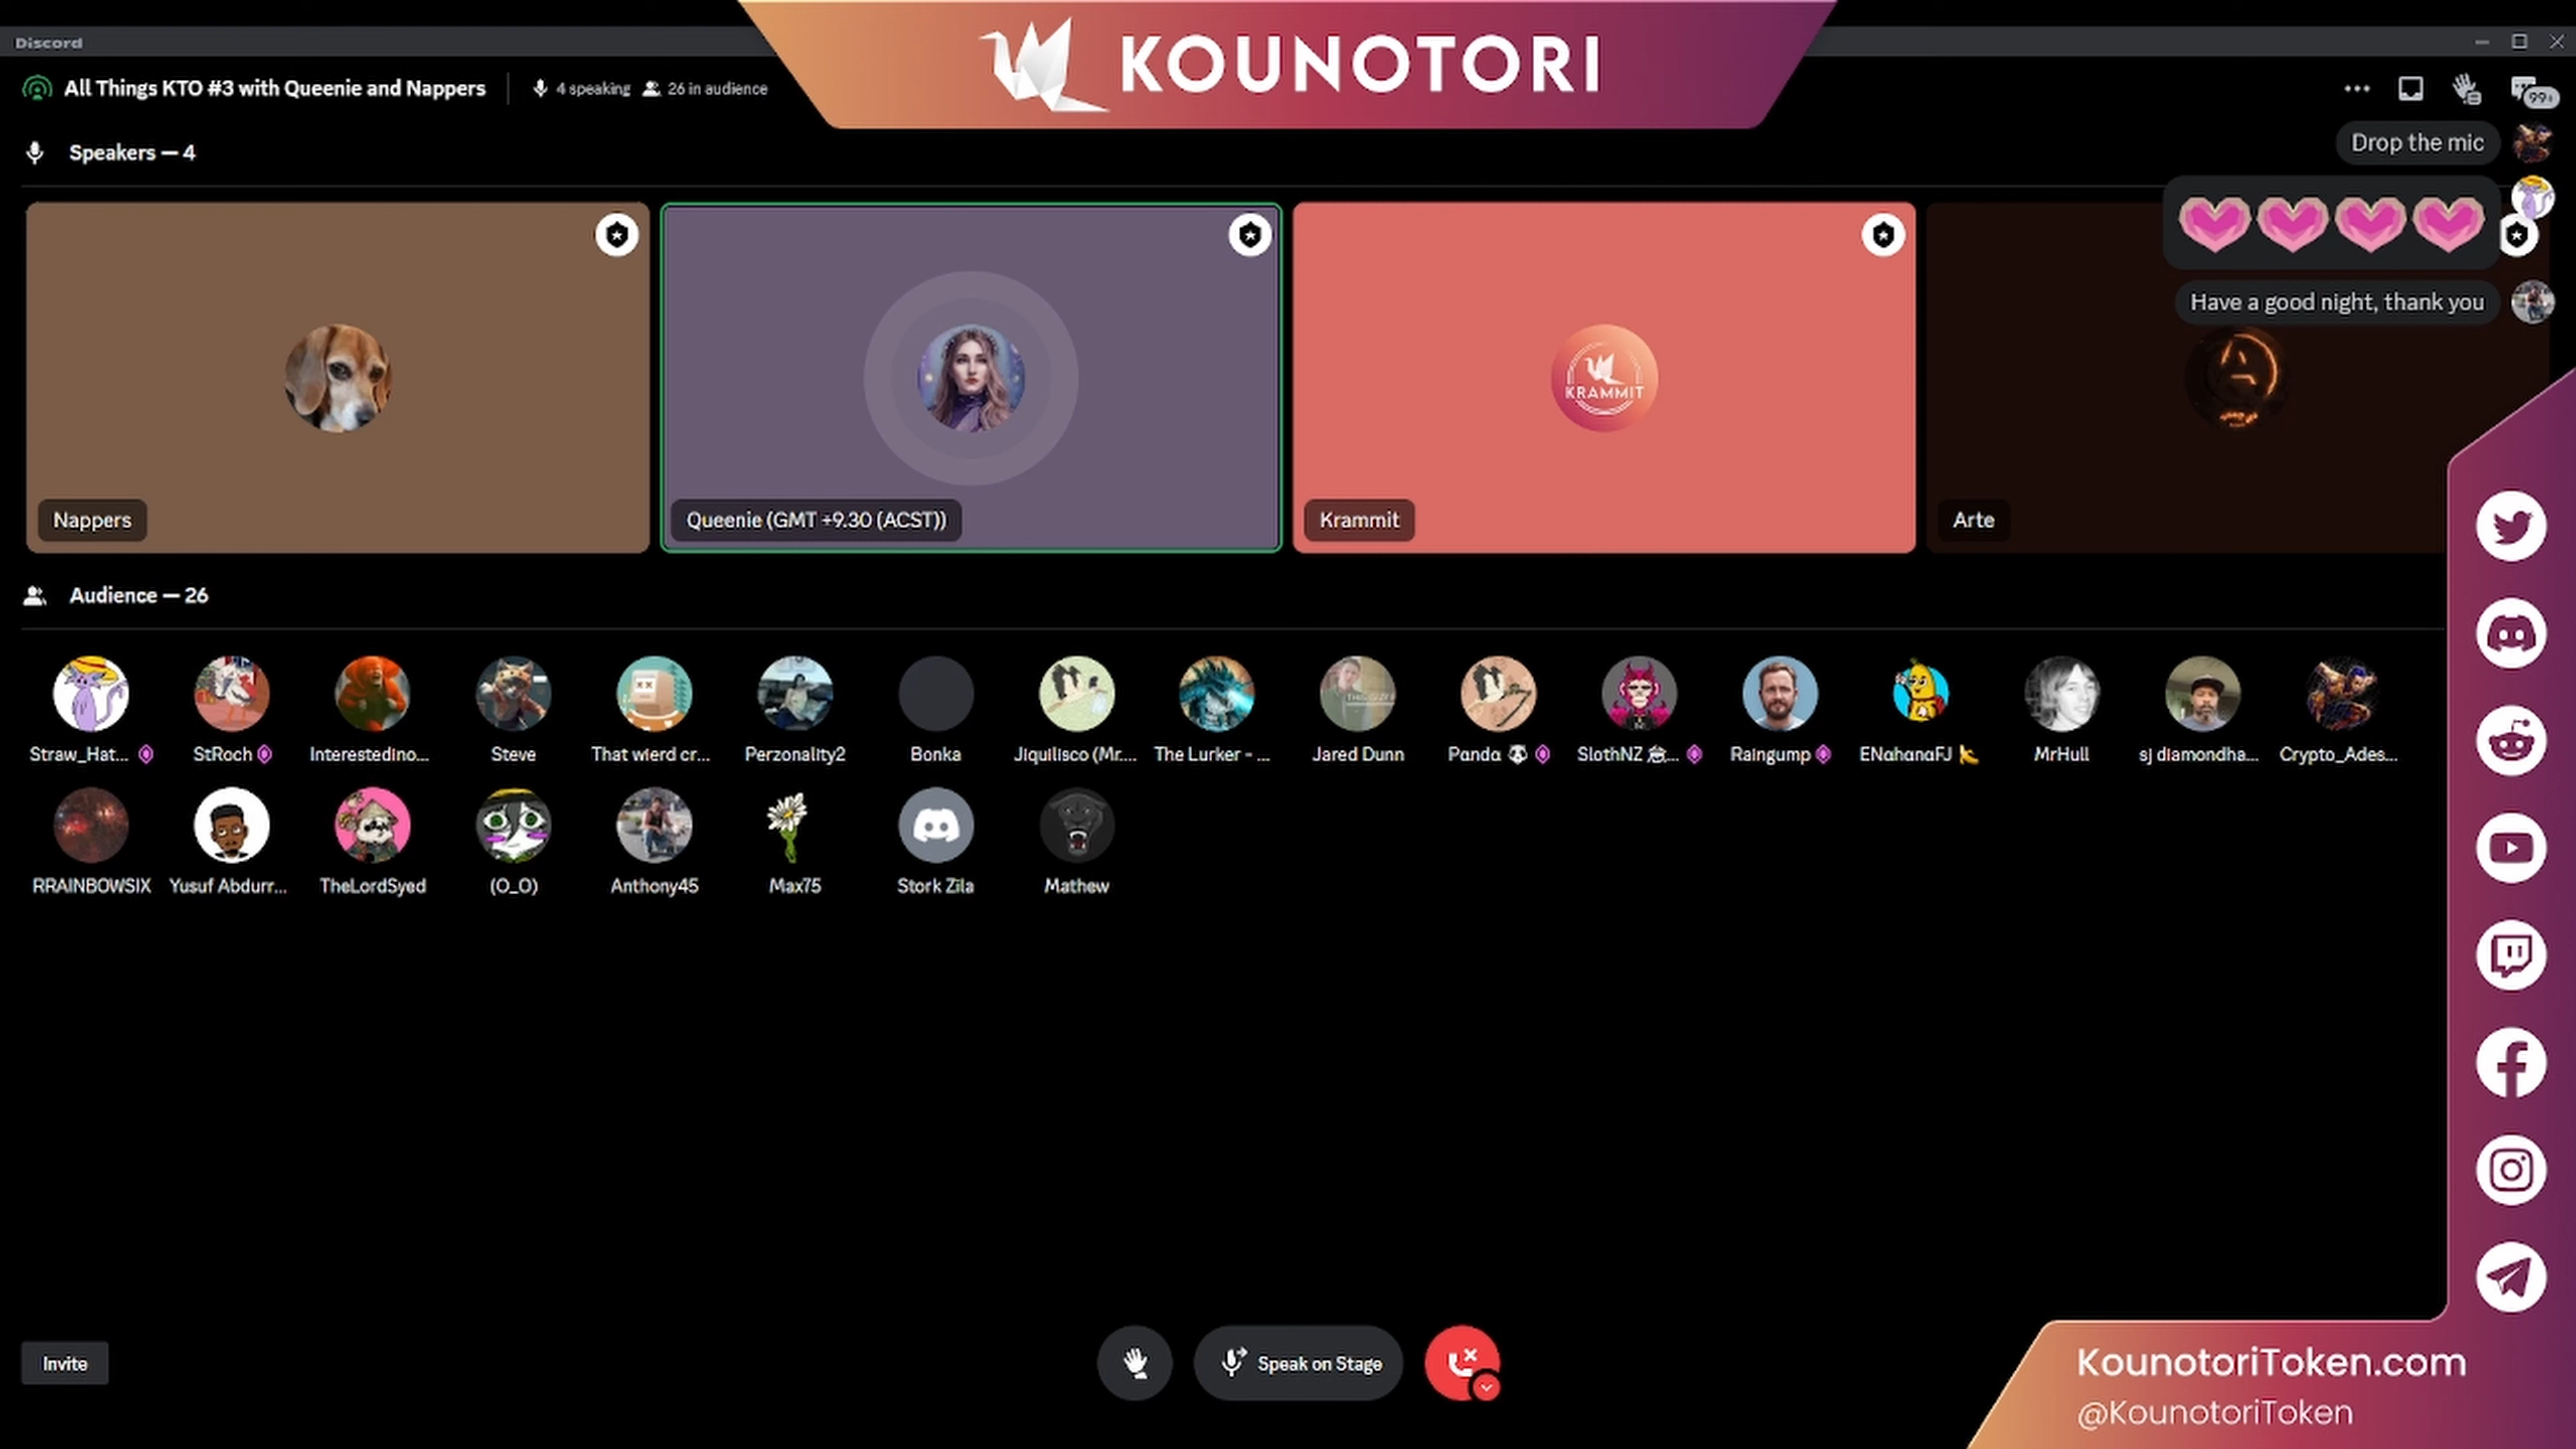 Discord
KOUNOTORI
All Things KTO #3 with Queenie and Nappers
4 speaking
26 in audience
99+
Drop the mic
Speakers — 4
Have a good night, thank you
KRAMMIT
Nappers
Queenie (GMT +9.30 (ACST))
Krammit
Arte
Audience — 26
Straw_Hat...
StRoch
Interestedino...
Steve
That wierd cr...
Perzonality2
Bonka
Jiquilisco (Mr....
The Lurker - ...
Jared Dunn
Panda 🐼
SlothNZ
Raingump
ENahanaFJ 🍌
MrHull
sj diamondha...
Crypto_Ades...
RRAINBOWSIX
Yusuf Abdurr...
TheLordSyed
(O_O)
Anthony45
Max75
Stork Zila
Mathew
Invite
Speak on Stage
KounotoriToken.com
@KounotoriToken